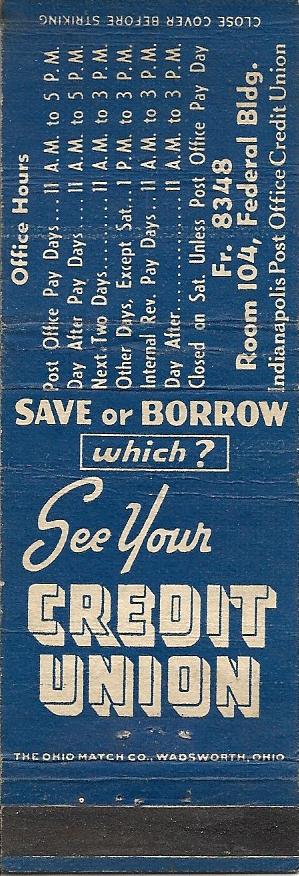 CLOSE COVER BEFORE STRIKING
Office Hours
Post Office Pay Days....11 A.M. to 5 P.M.
Day After Pay Days.....11 A.M. to 5 P.M.
Next Two Days..........11 A.M. to 3 P.M.
Other Days, Except Sat...1 P.M. to 3 P.M.
Internal Rev. Pay Days...11 A.M. to 3 P.M.
Day After..............11 A.M. to 3 P.M.
Closed on Sat. Unless Post Office Pay Day
Fr. 8348
Room 104, Federal Bldg.
Indianapolis Post Office Credit Union
SAVE or BORROW
which?
See Your
CREDIT
UNION
THE OHIO MATCH CO., WADSWORTH, OHIO